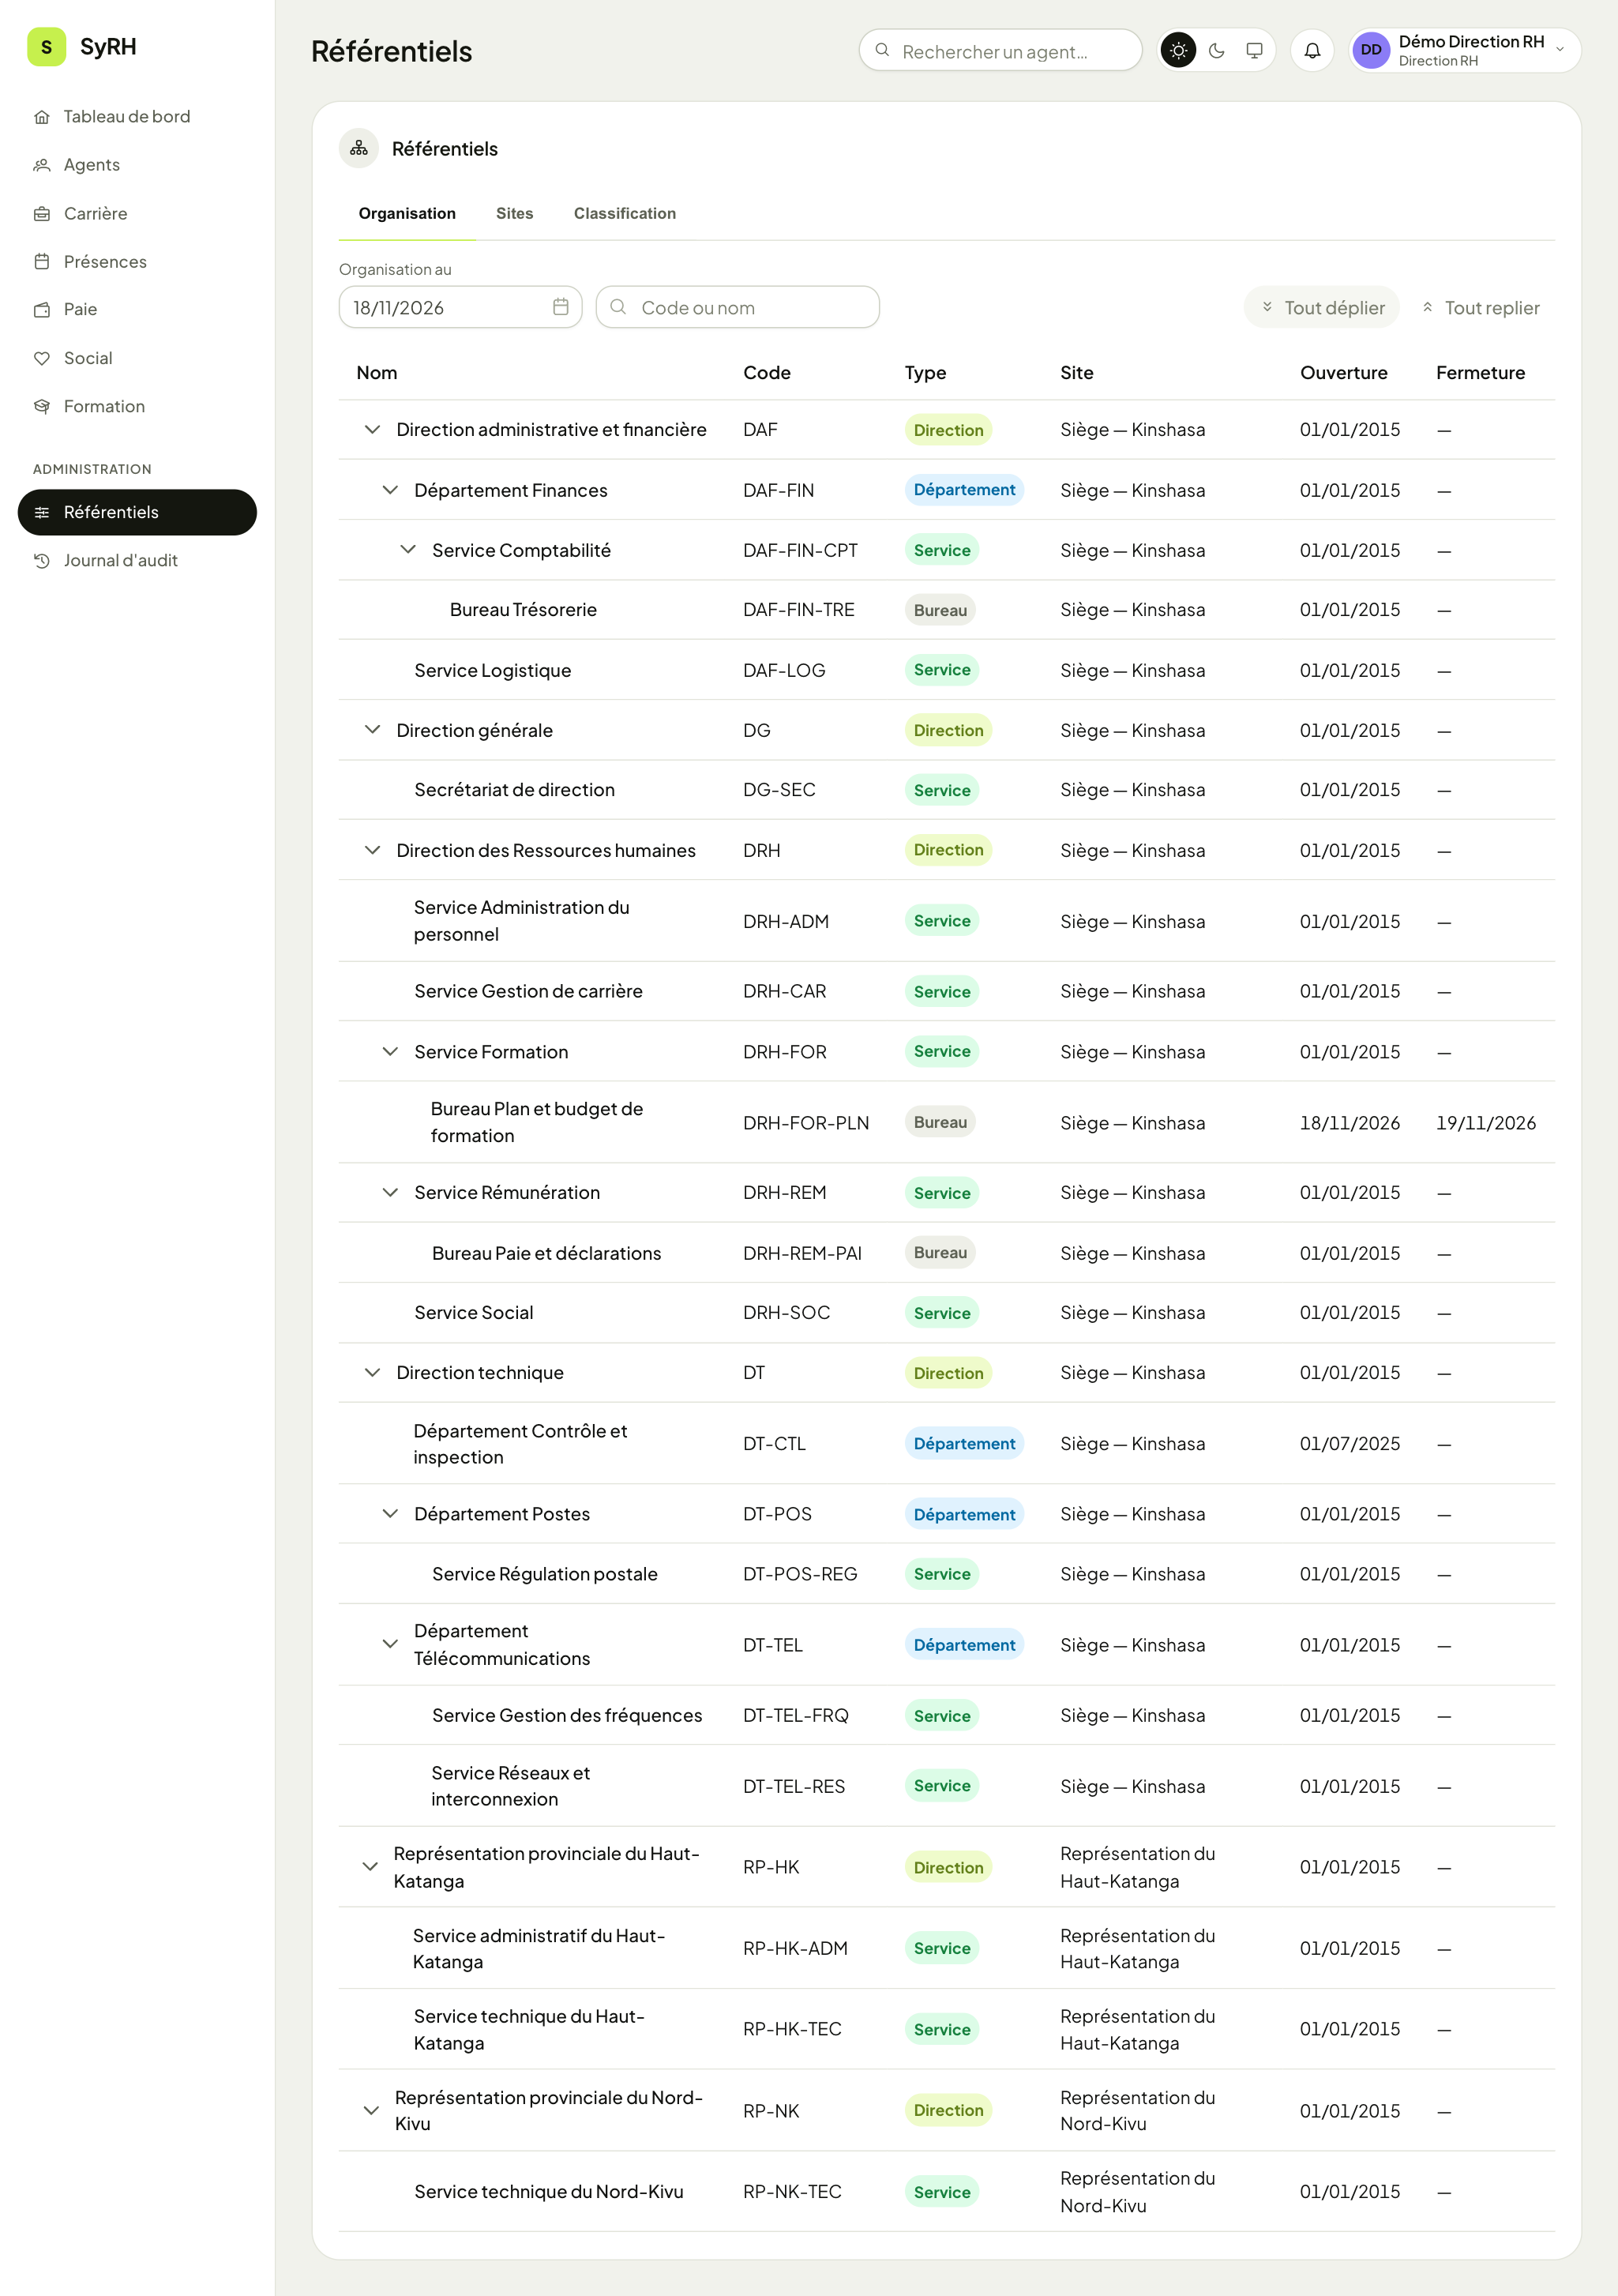 S SyRH
Tableau de bord
Agents
Carrière
Présences
Paie
Social
Formation
ADMINISTRATION
Référentiels
Journal d'audit
Référentiels
Rechercher un agent…
DD
Démo Direction RH
Direction RH
Référentiels
Organisation Sites Classification
Organisation au
18/11/2026 Code ou nom Tout déplier Tout replier
Nom Code Type Site Ouverture Fermeture
Direction administrative et financière DAF Direction Siège — Kinshasa 01/01/2015 —
Département Finances DAF-FIN Département Siège — Kinshasa 01/01/2015 —
Service Comptabilité DAF-FIN-CPT Service Siège — Kinshasa 01/01/2015 —
Bureau Trésorerie DAF-FIN-TRE Bureau Siège — Kinshasa 01/01/2015 —
Service Logistique DAF-LOG Service Siège — Kinshasa 01/01/2015 —
Direction générale DG Direction Siège — Kinshasa 01/01/2015 —
Secrétariat de direction DG-SEC Service Siège — Kinshasa 01/01/2015 —
Direction des Ressources humaines DRH Direction Siège — Kinshasa 01/01/2015 —
Service Administration du
personnel DRH-ADM Service Siège — Kinshasa 01/01/2015 —
Service Gestion de carrière DRH-CAR Service Siège — Kinshasa 01/01/2015 —
Service Formation DRH-FOR Service Siège — Kinshasa 01/01/2015 —
Bureau Plan et budget de
formation DRH-FOR-PLN Bureau Siège — Kinshasa 18/11/2026 19/11/2026
Service Rémunération DRH-REM Service Siège — Kinshasa 01/01/2015 —
Bureau Paie et déclarations DRH-REM-PAI Bureau Siège — Kinshasa 01/01/2015 —
Service Social DRH-SOC Service Siège — Kinshasa 01/01/2015 —
Direction technique DT Direction Siège — Kinshasa 01/01/2015 —
Département Contrôle et
inspection DT-CTL Département Siège — Kinshasa 01/07/2025 —
Département Postes DT-POS Département Siège — Kinshasa 01/01/2015 —
Service Régulation postale DT-POS-REG Service Siège — Kinshasa 01/01/2015 —
Département
Télécommunications DT-TEL Département Siège — Kinshasa 01/01/2015 —
Service Gestion des fréquences DT-TEL-FRQ Service Siège — Kinshasa 01/01/2015 —
Service Réseaux et
interconnexion DT-TEL-RES Service Siège — Kinshasa 01/01/2015 —
Représentation provinciale du Haut-
Katanga RP-HK Direction Représentation du
Haut-Katanga 01/01/2015 —
Service administratif du Haut-
Katanga RP-HK-ADM Service Représentation du
Haut-Katanga 01/01/2015 —
Service technique du Haut-
Katanga RP-HK-TEC Service Représentation du
Haut-Katanga 01/01/2015 —
Représentation provinciale du Nord-
Kivu RP-NK Direction Représentation du
Nord-Kivu 01/01/2015 —
Service technique du Nord-Kivu RP-NK-TEC Service Représentation du
Nord-Kivu 01/01/2015 —